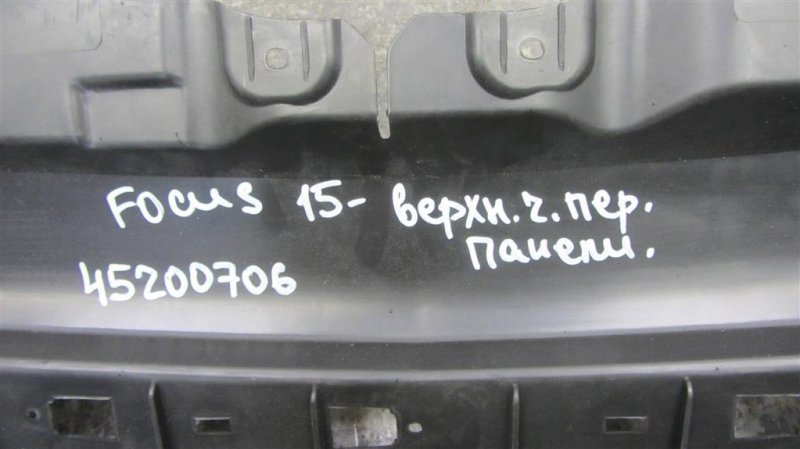 Focus 15- верхн. ч. пер.
панели.
45200706